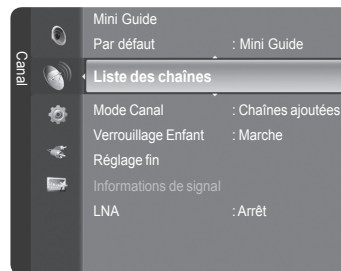 Canal
Mini Guide
Par défaut : Mini Guide
Liste des chaînes
Mode Canal : Chaînes ajoutées
Verrouillage Enfant : Marche
Réglage fin
Informations de signal
LNA : Arrêt